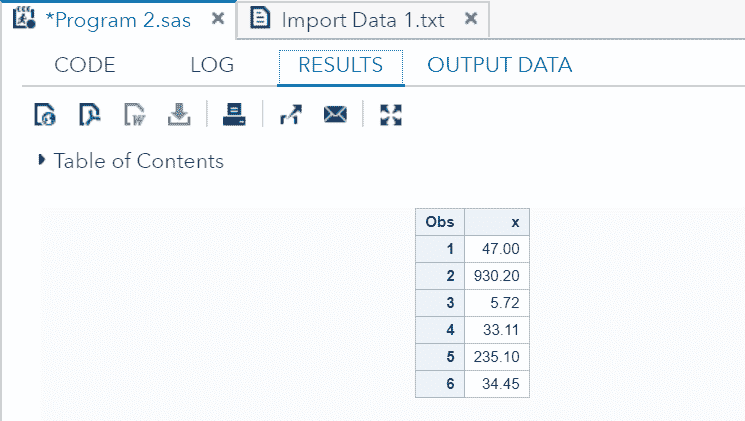 *Program 2.sas × Import Data 1.txt ×
CODE LOG RESULTS OUTPUT DATA
Table of Contents
Obs x
1 47.00
2 930.20
3 5.72
4 33.11
5 235.10
6 34.45